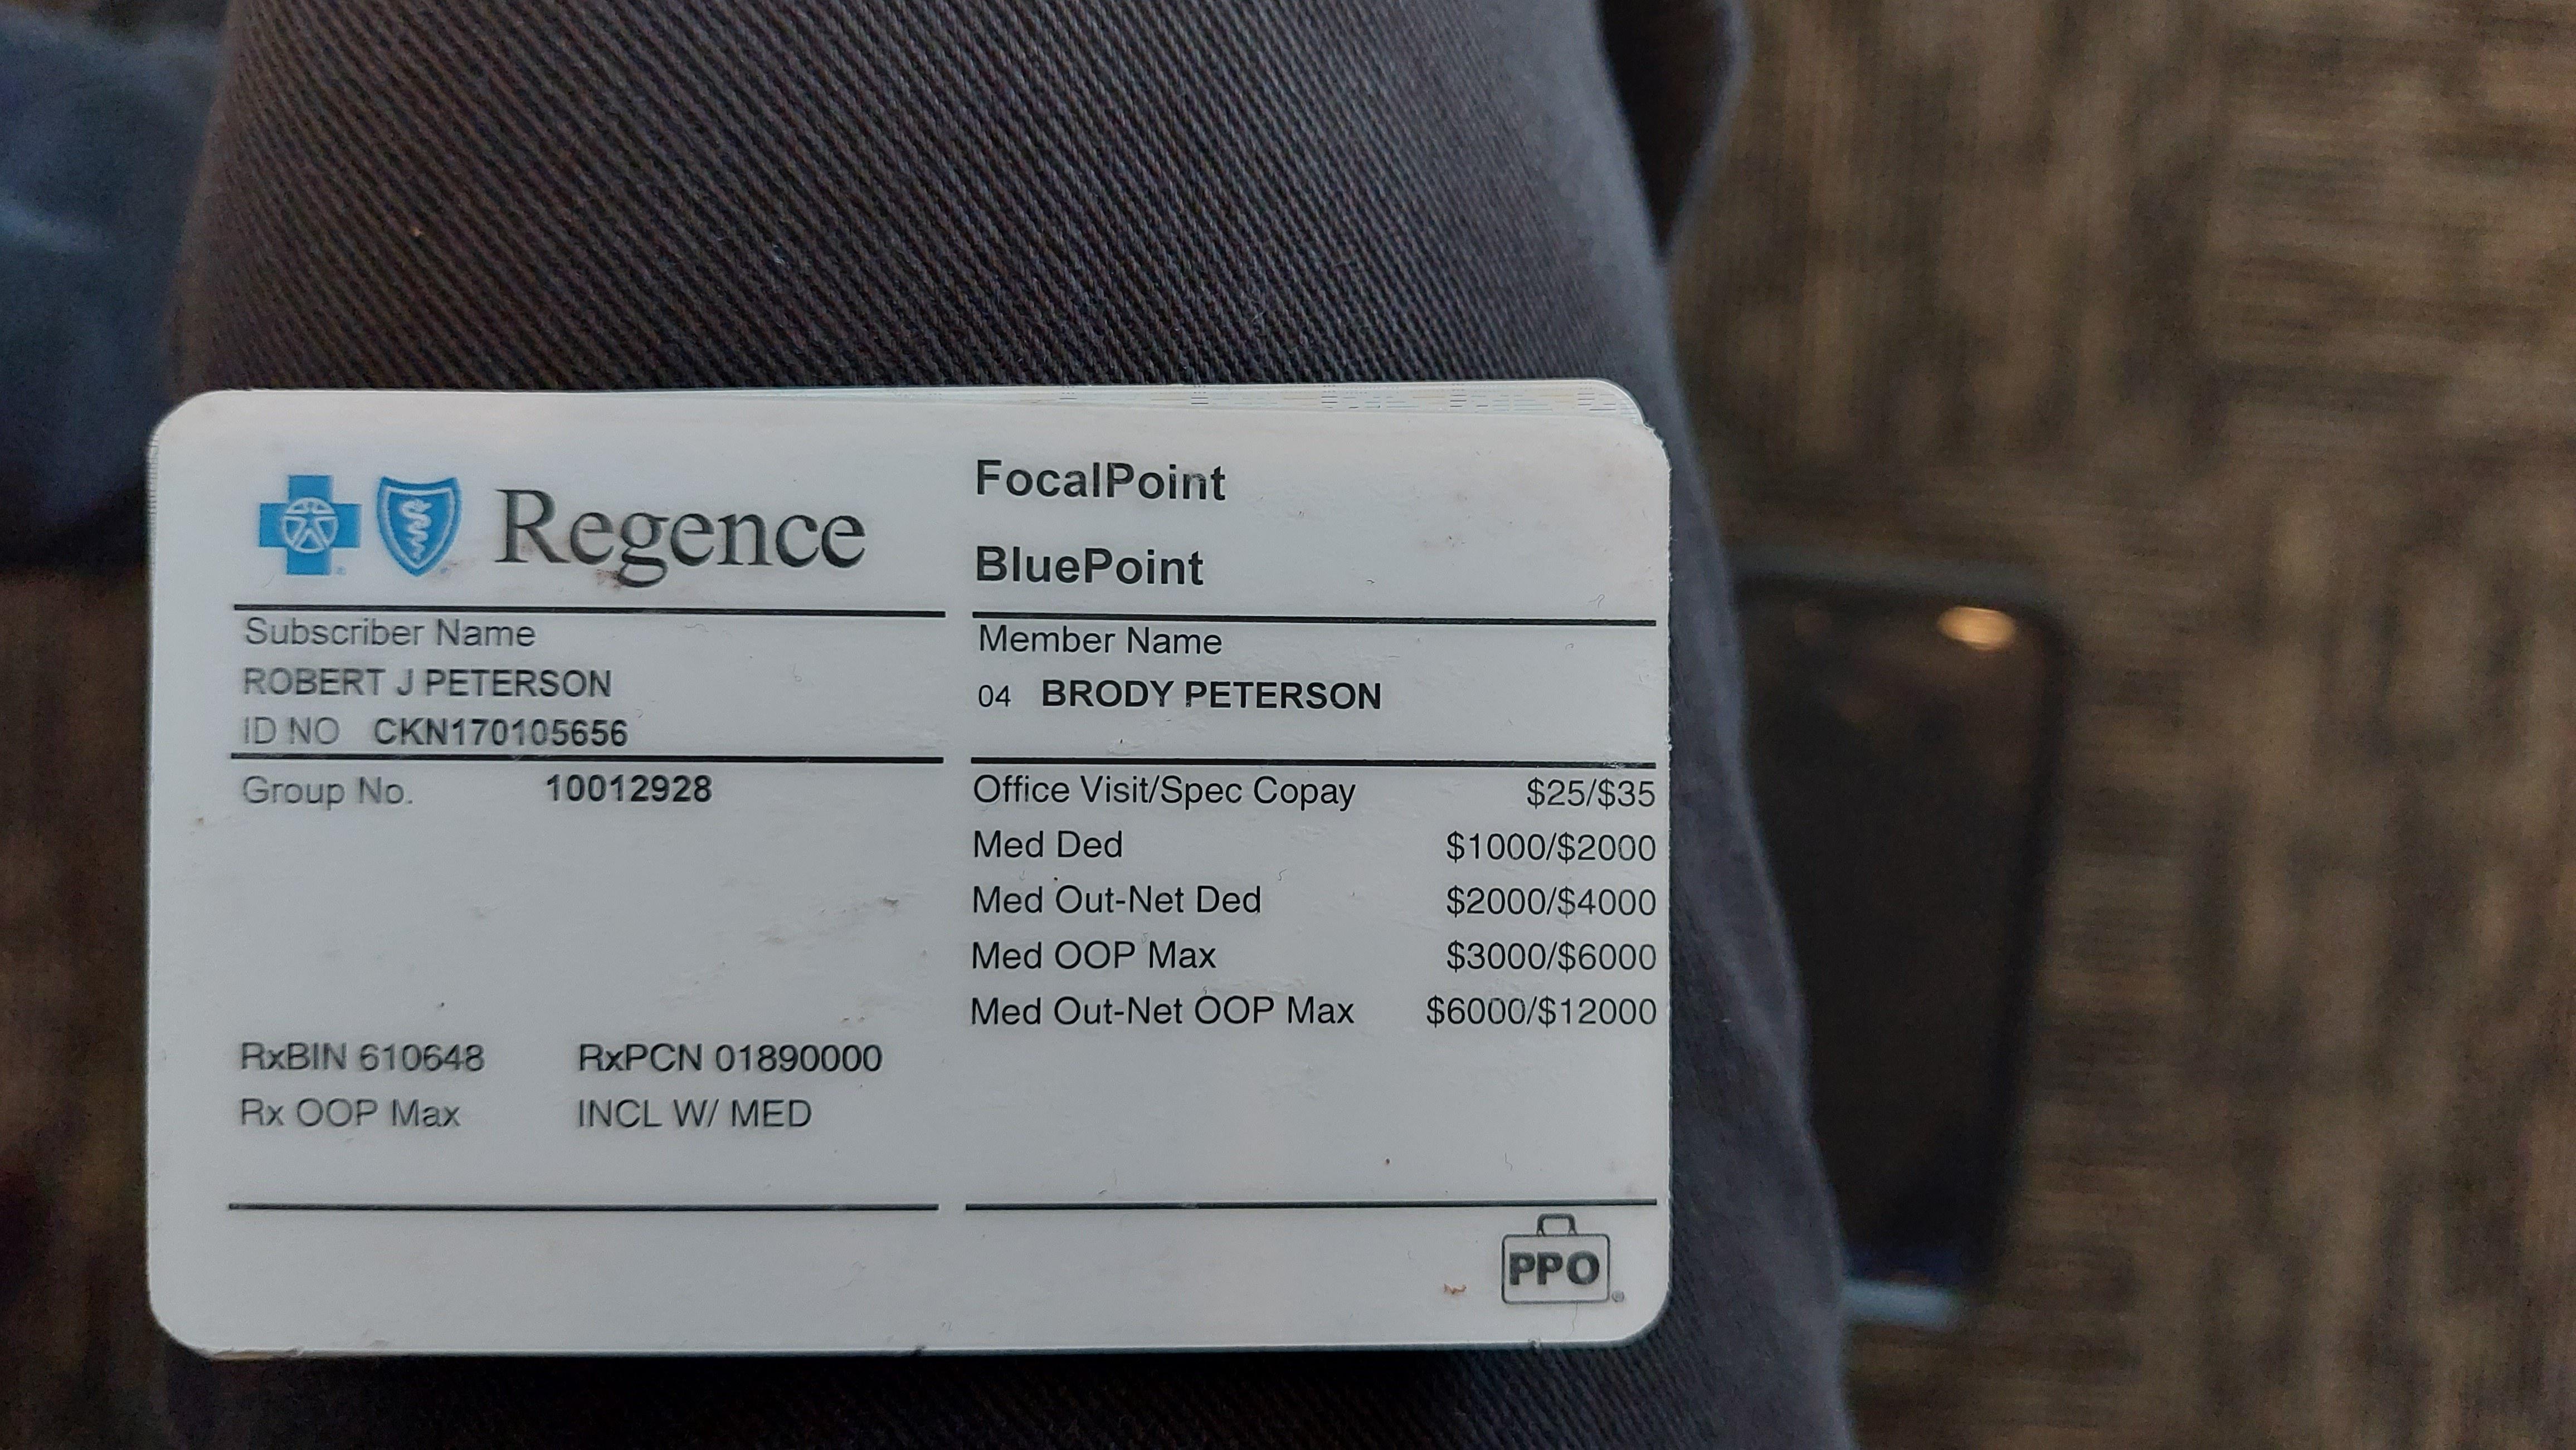 Regence
FocalPoint
BluePoint
Subscriber Name
ROBERT J PETERSON
ID NO CKN170105656
Member Name
04 BRODY PETERSON
Group No. 10012928
Office Visit/Spec Copay $25/$35
Med Ded $1000/$2000
Med Out-Net Ded $2000/$4000
Med OOP Max $3000/$6000
Med Out-Net OOP Max $6000/$12000
RxBIN 610648 RxPCN 01890000
Rx OOP Max INCL W/ MED
PPO®